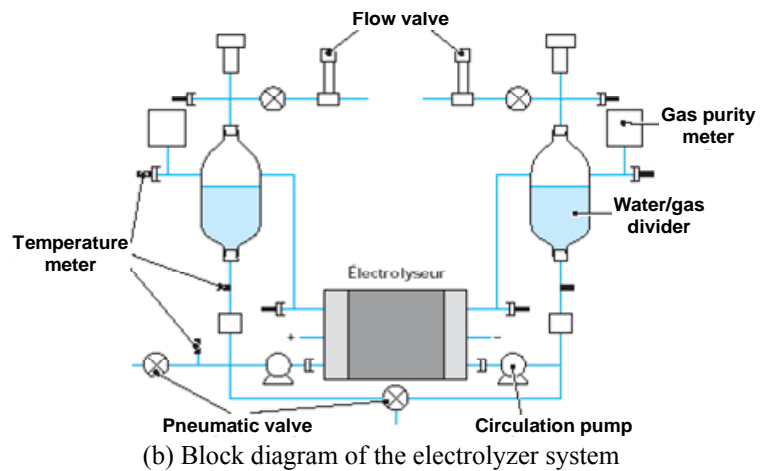 Flow valve
Gas purity
meter
Water/gas
divider
Temperature
meter
Électrolyseur
+
−
Pneumatic valve
Circulation pump
(b) Block diagram of the electrolyzer system